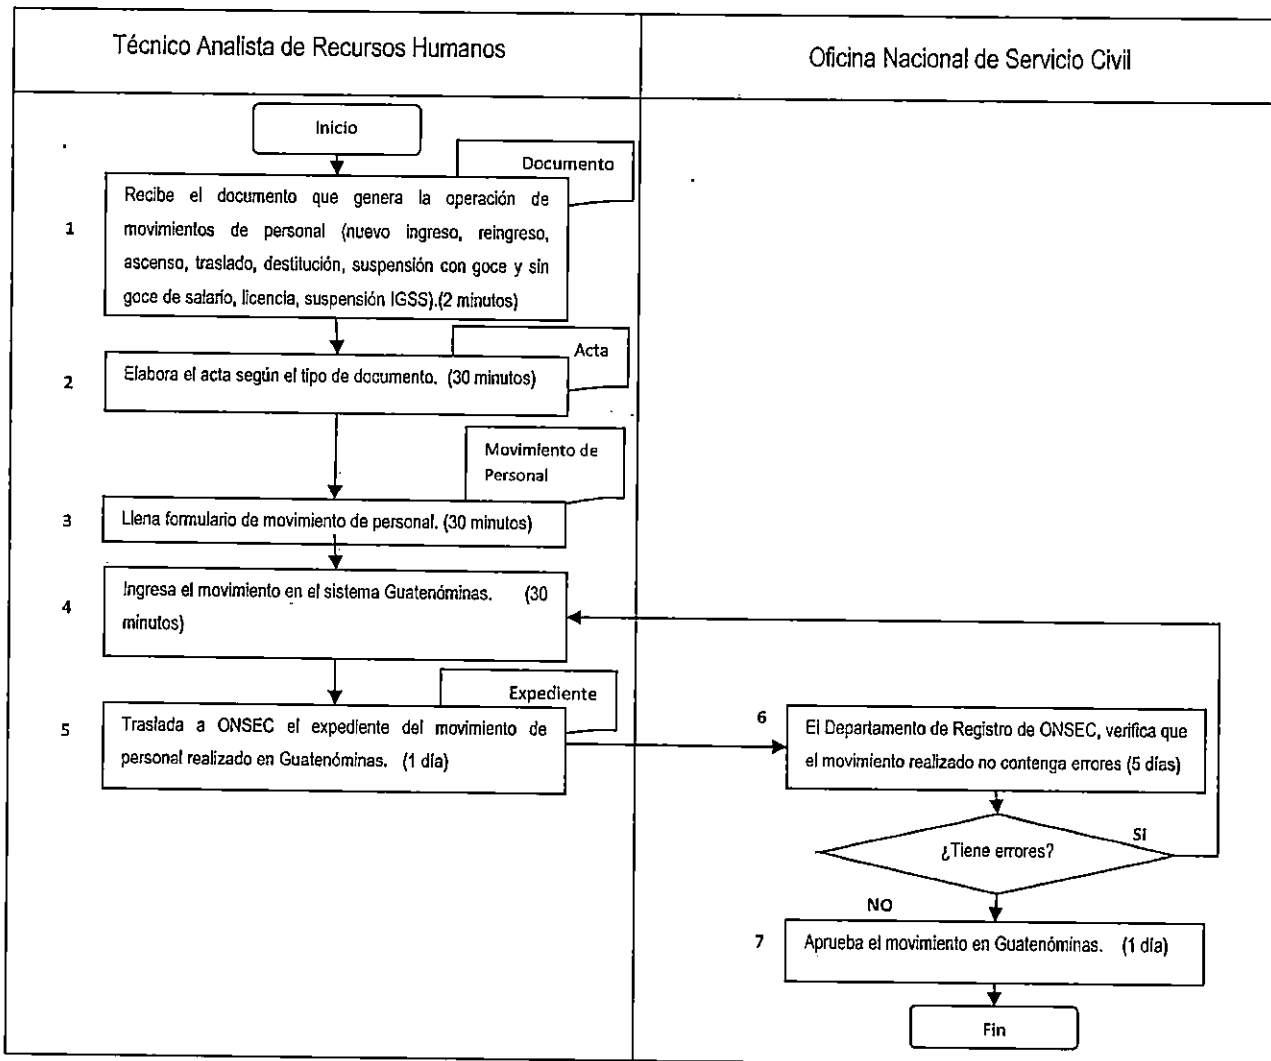 Técnico Analista de Recursos Humanos
Oficina Nacional de Servicio Civil
Inicio
Documento
1
Recibe el documento que genera la operación de
movimientos de personal (nuevo ingreso, reingreso,
ascenso, traslado, destitución, suspensión con goce y sin
goce de salario, licencia, suspensión IGSS).(2 minutos)
Acta
2
Elabora el acta según el tipo de documento. (30 minutos)
Movimiento de
Personal
3
Llena formulario de movimiento de personal. (30 minutos)
4
Ingresa el movimiento en el sistema Guatenóminas. (30
minutos)
Expediente
5
Traslada a ONSEC el expediente del movimiento de
personal realizado en Guatenóminas. (1 día)
6
El Departamento de Registro de ONSEC, verifica que
el movimiento realizado no contenga errores (5 días)
¿Tiene errores?
SI
NO
7
Aprueba el movimiento en Guatenóminas. (1 día)
Fin